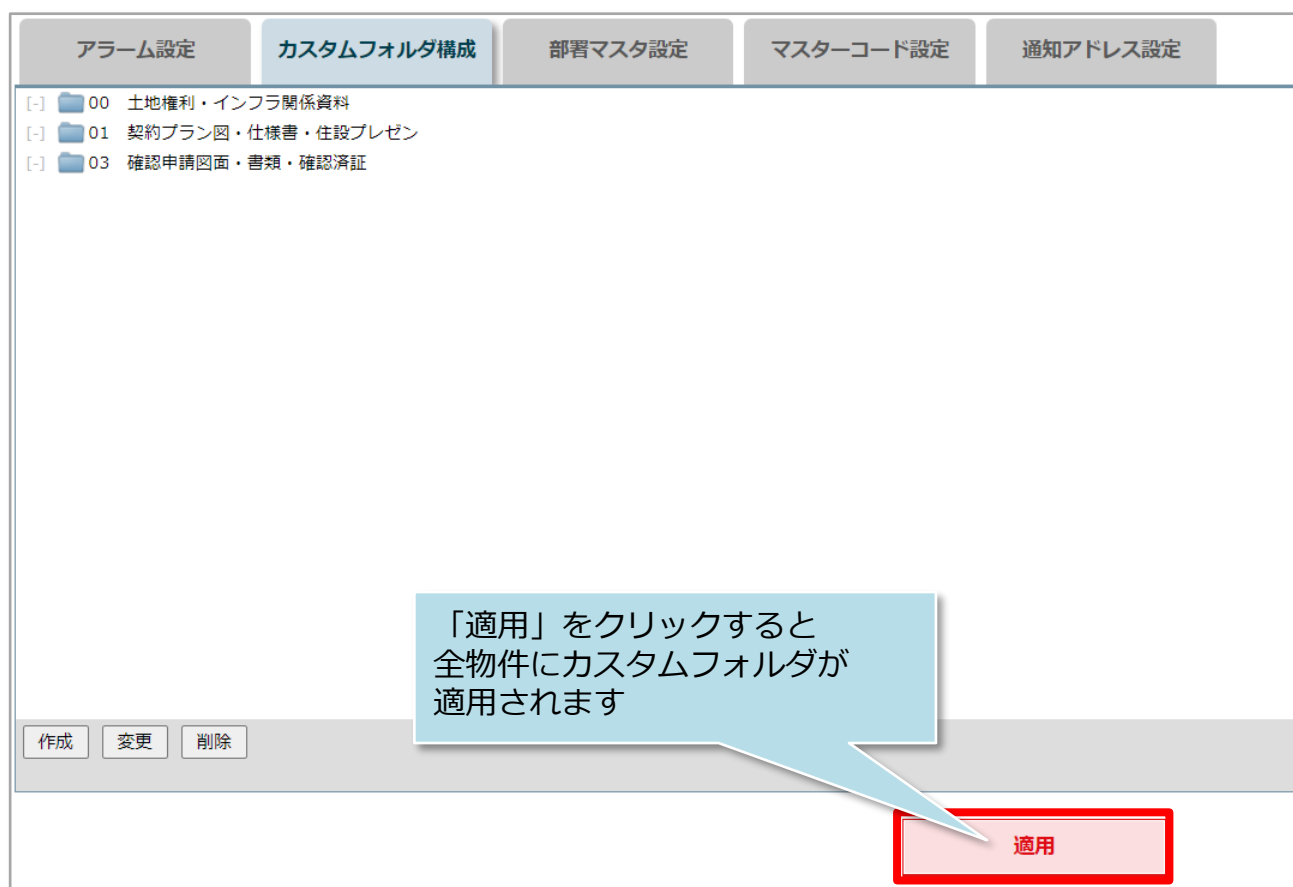 アラーム設定 カスタムフォルダ構成 部署マスタ設定 マスターコード設定 通知アドレス設定
[-] 00 土地権利・インフラ関係資料
[-] 01 契約プラン図・仕様書・住設プレゼン
[-] 03 確認申請図面・書類・確認済証
「適用」をクリックすると
全物件にカスタムフォルダが
適用されます
作成 変更 削除
適用